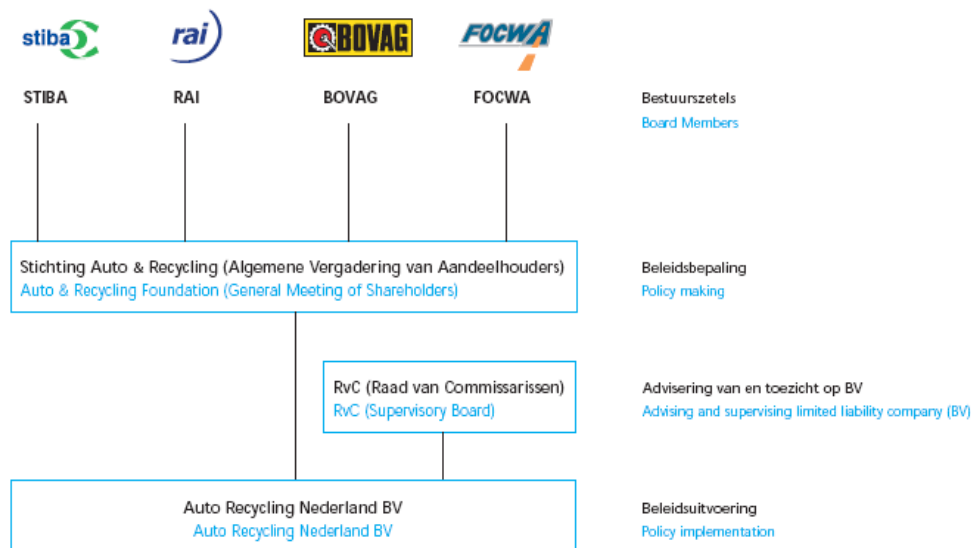 stiba
rai
BOVAG
FOCWA
STIBA
RAI
BOVAG
FOCWA
Bestuurszetels
Board Members
Stichting Auto & Recycling (Algemene Vergadering van Aandeelhouders)
Auto & Recycling Foundation (General Meeting of Shareholders)
Beleidsbepaling
Policy making
RvC (Raad van Commissarissen)
RvC (Supervisory Board)
Advisering van en toezicht op BV
Advising and supervising limited liability company (BV)
Auto Recycling Nederland BV
Auto Recycling Nederland BV
Beleidsuitvoering
Policy implementation